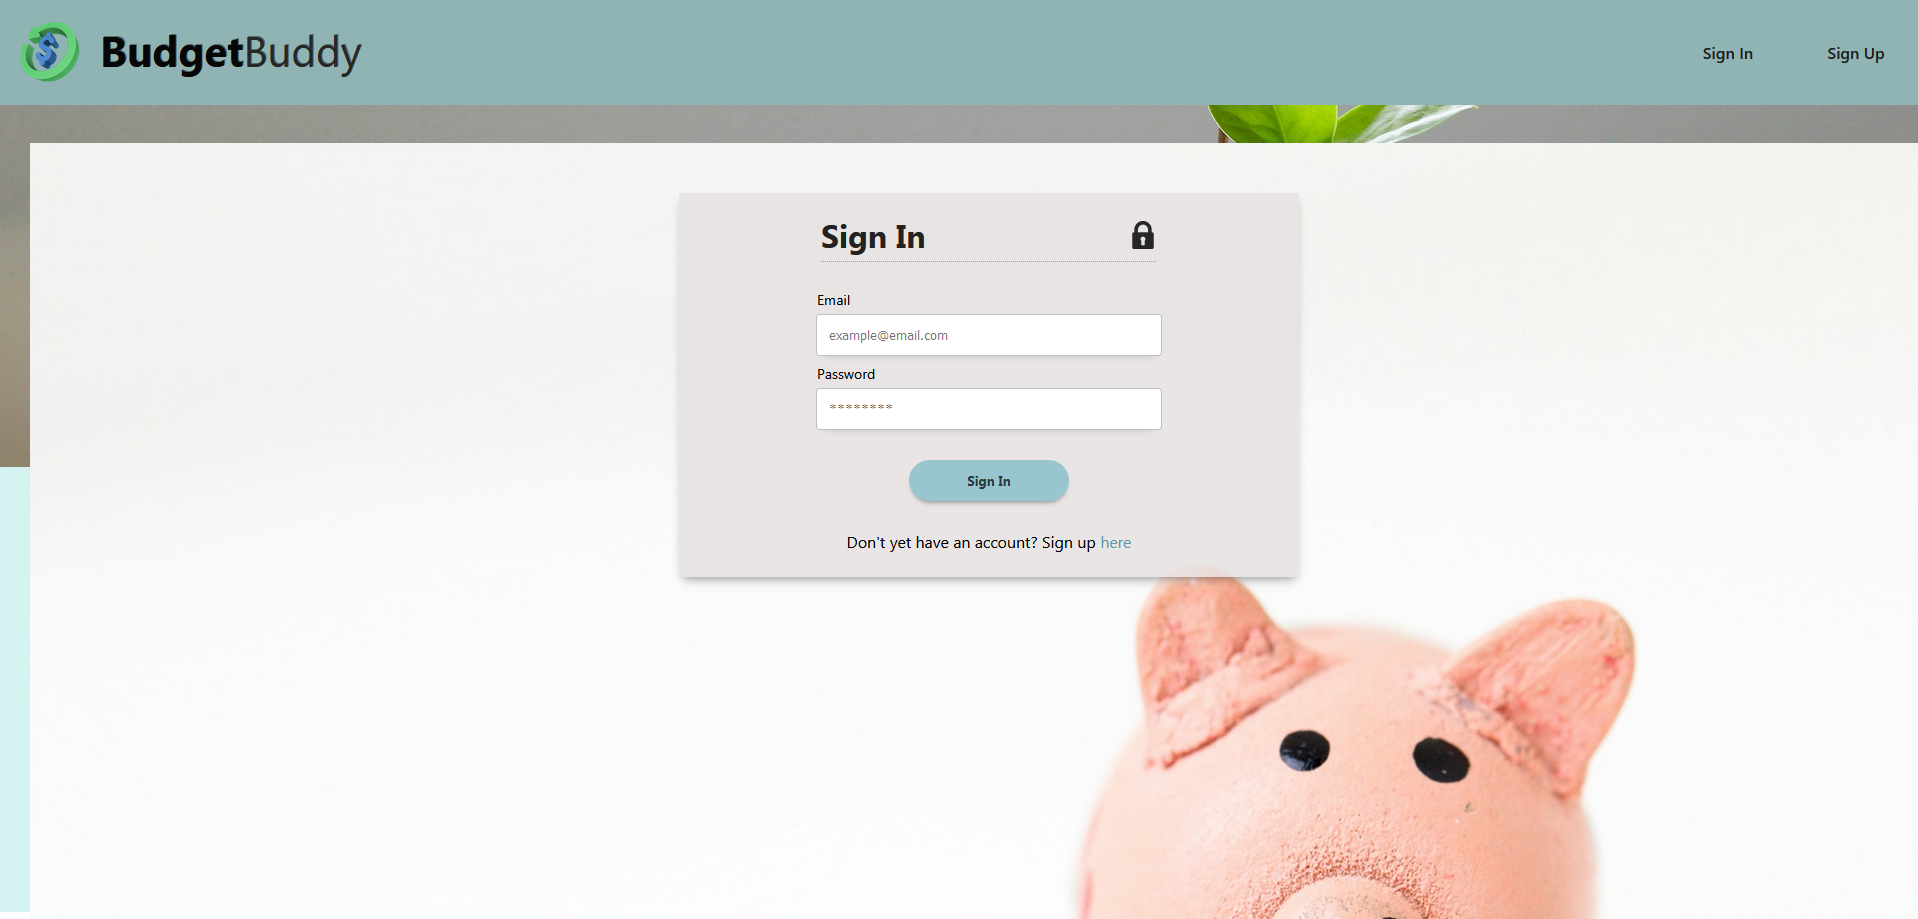 BudgetBuddy
Sign In
Sign Up
Sign In
Email
example@email.com
Password
********
Sign In
Don't yet have an account? Sign up here